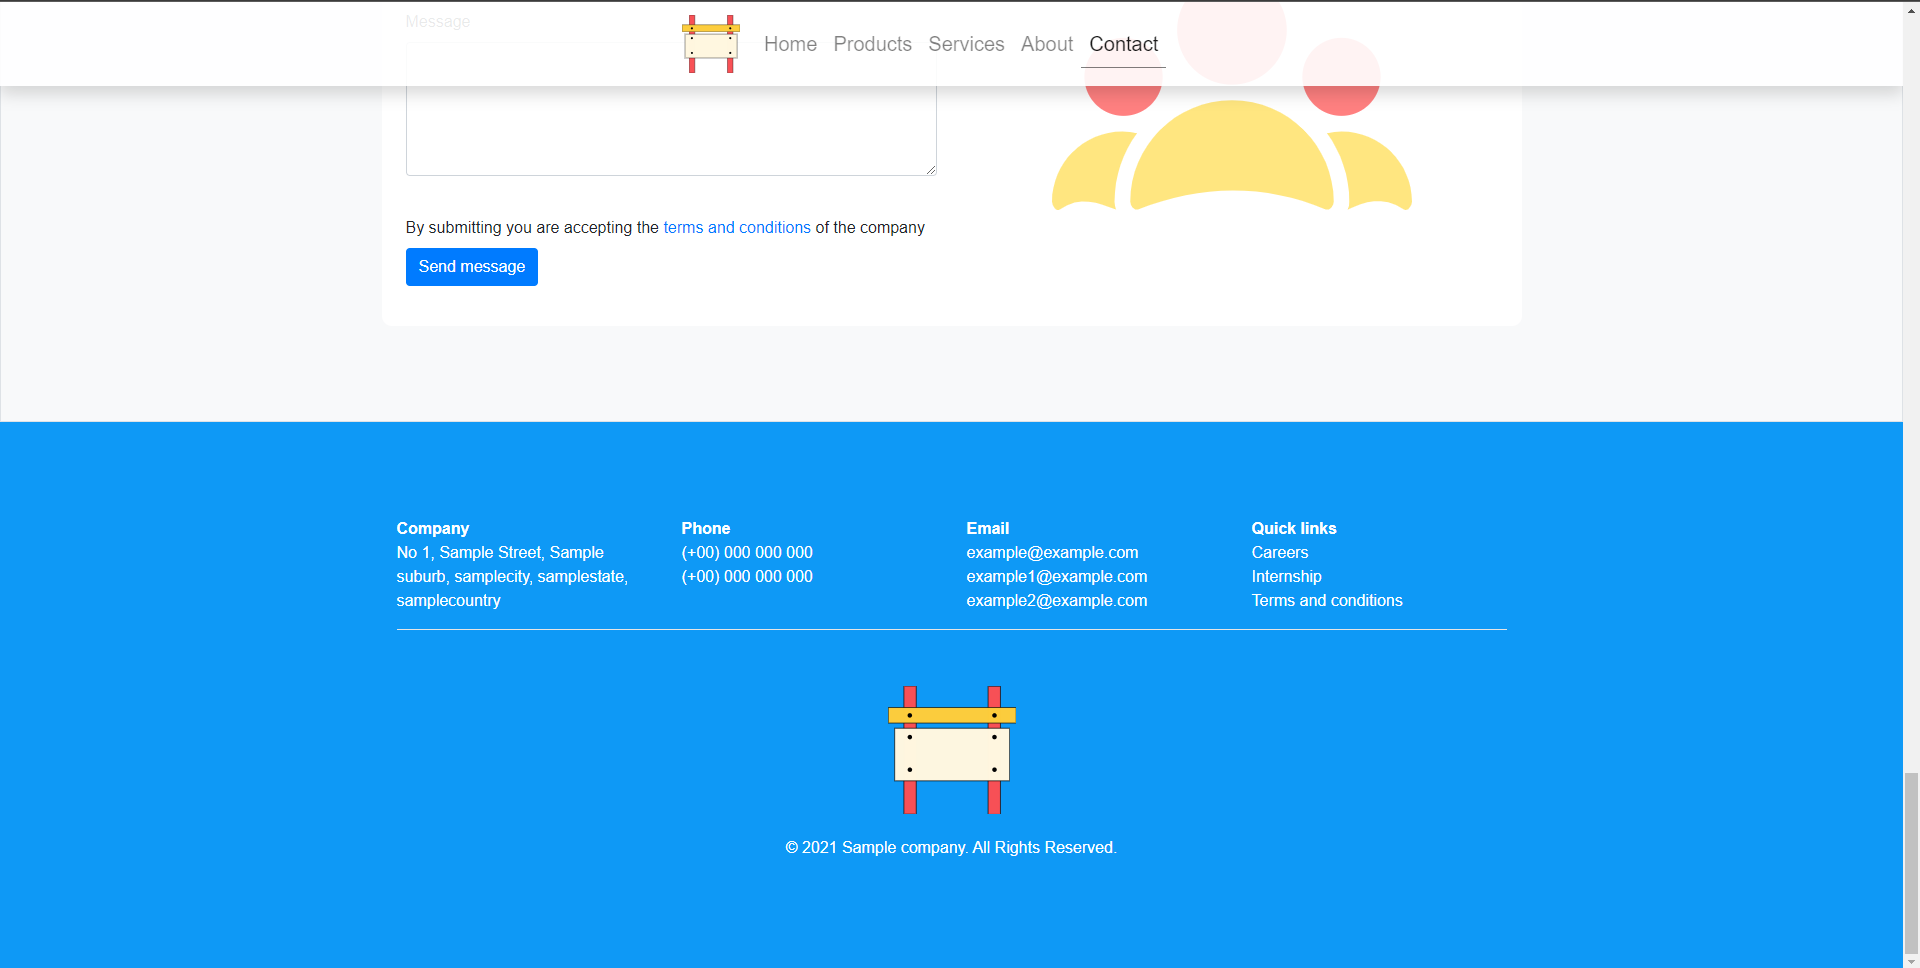 Message
Home Products Services About Contact
By submitting you are accepting the terms and conditions of the company
Send message
Company
No 1, Sample Street, Sample
suburb, samplecity, samplestate,
samplecountry
Phone
(+00) 000 000 000
(+00) 000 000 000
Email
example@example.com
example1@example.com
example2@example.com
Quick links
Careers
Internship
Terms and conditions
© 2021 Sample company. All Rights Reserved.